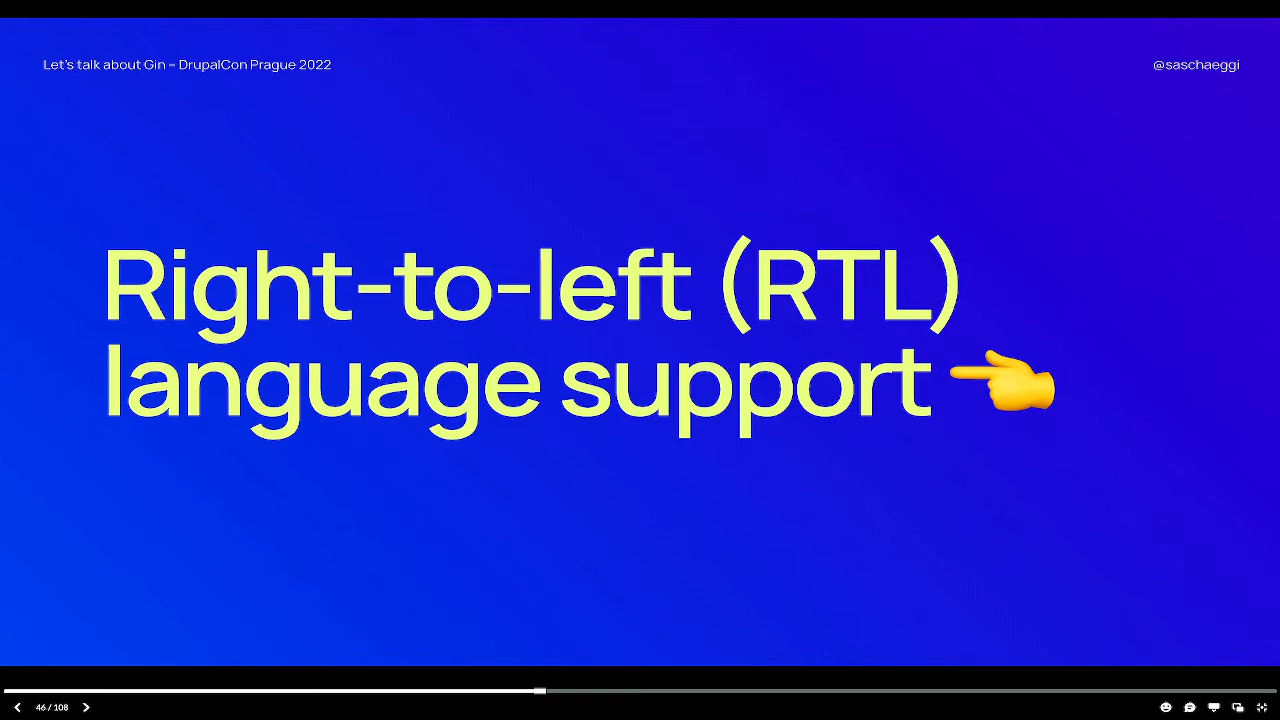 Let's talk about Gin – DrupalCon Prague 2022
@saschaeggi
Right-to-left (RTL)
language support 👈
46 / 108